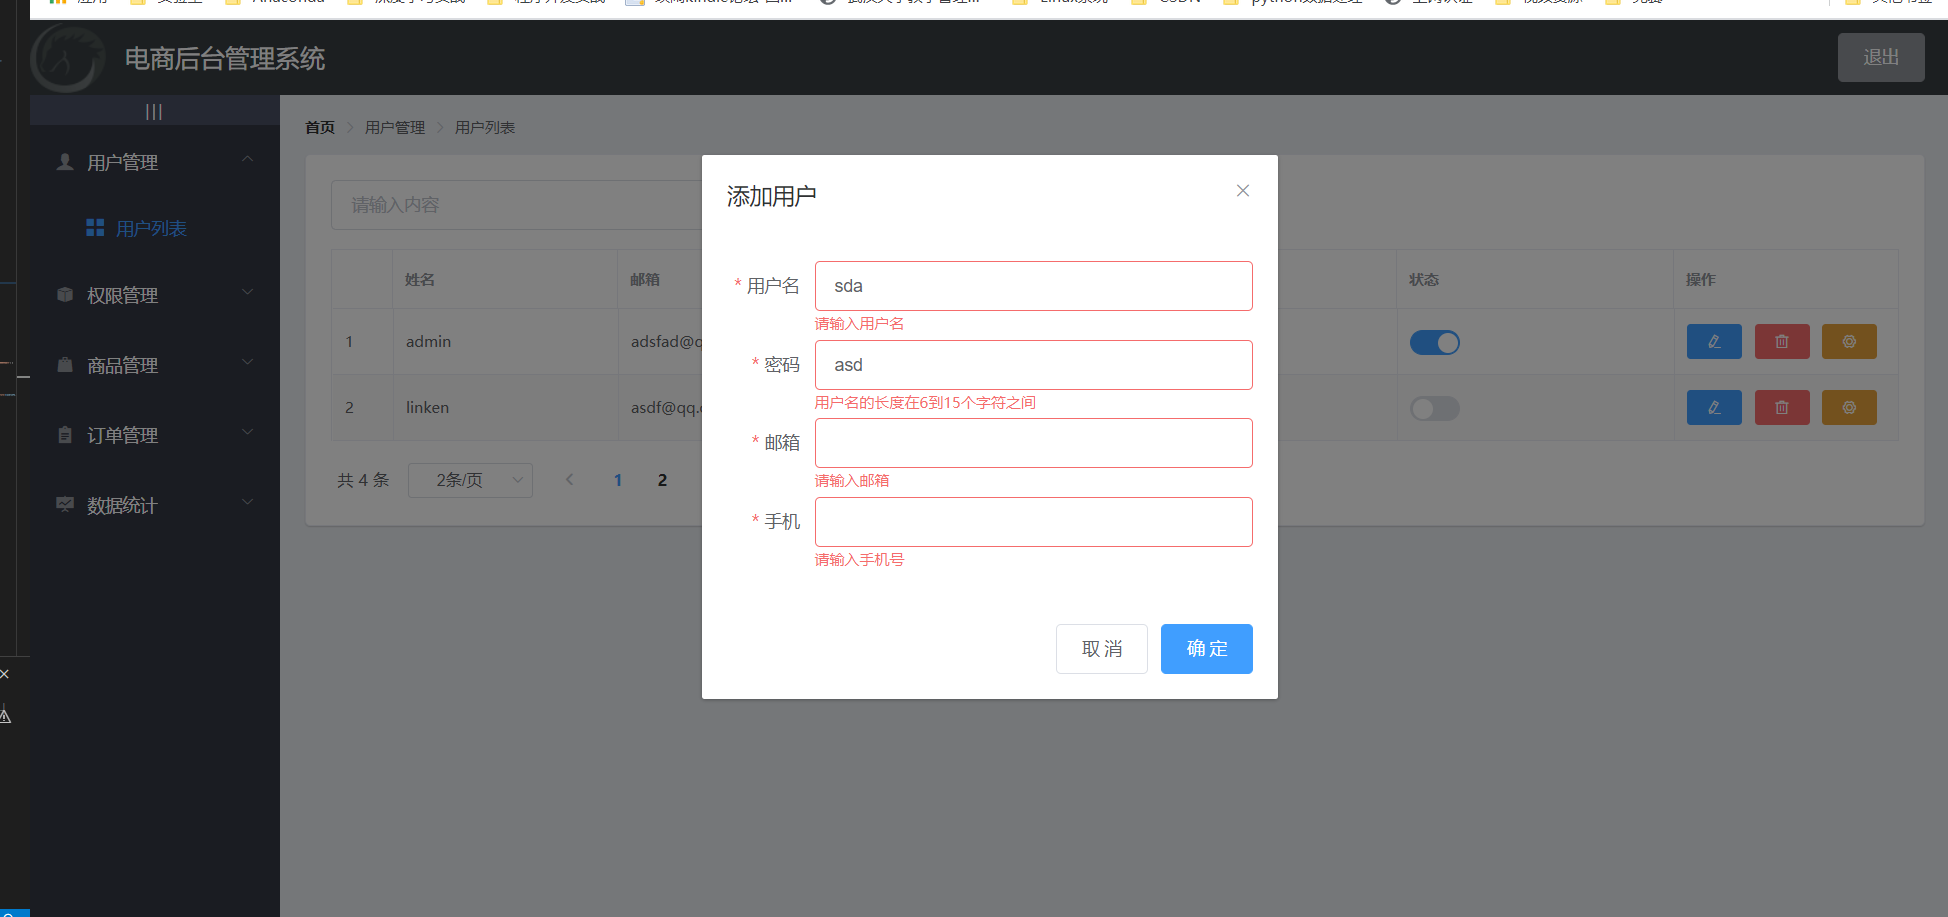 Anaconda
CSDN
电商后台管理系统
退出
|||
首页 用户管理 用户列表
用户管理
用户列表
权限管理
商品管理
订单管理
数据统计
请输入内容
姓名 邮箱 状态 操作
1 admin adsfad@q
2 linken asdf@qq.
共 4 条 2条/页 1 2
添加用户
* 用户名 sda
请输入用户名
* 密码 asd
用户名的长度在6到15个字符之间
* 邮箱
请输入邮箱
* 手机
请输入手机号
取 消 确 定